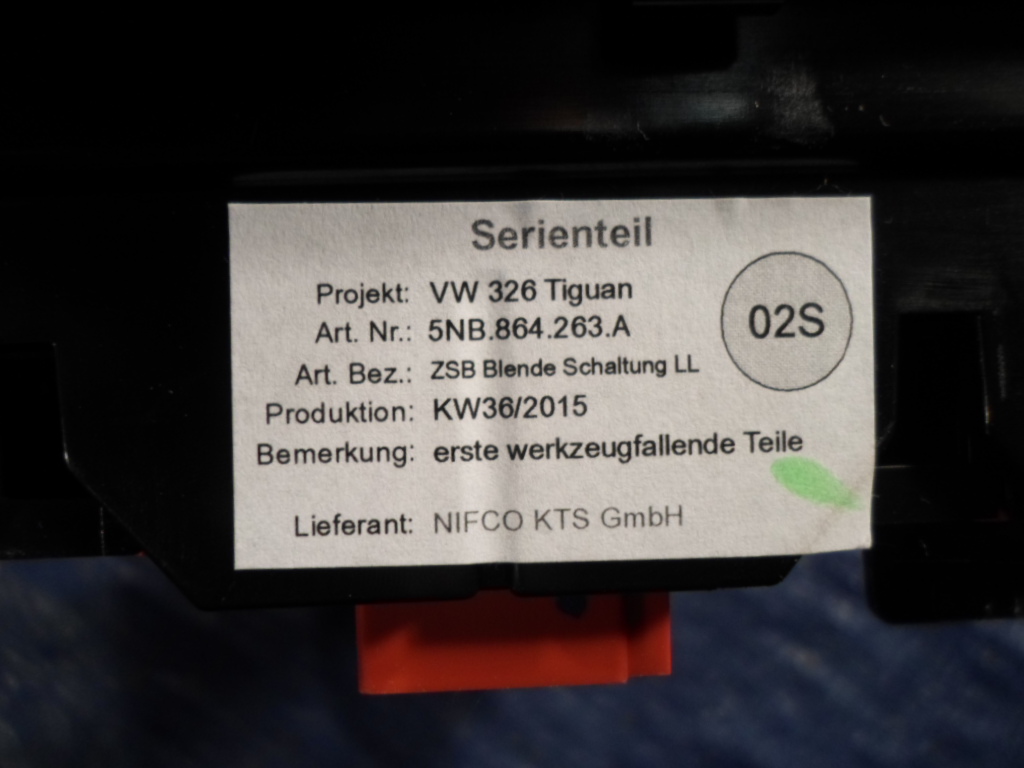 Serienteil
Projekt: VW 326 Tiguan
Art. Nr.: 5NB.864.263.A
02S
Art. Bez.: ZSB Blende Schaltung LL
Produktion: KW36/2015
Bemerkung: erste werkzeugfallende Teile
Lieferant: NIFCO KTS GmbH